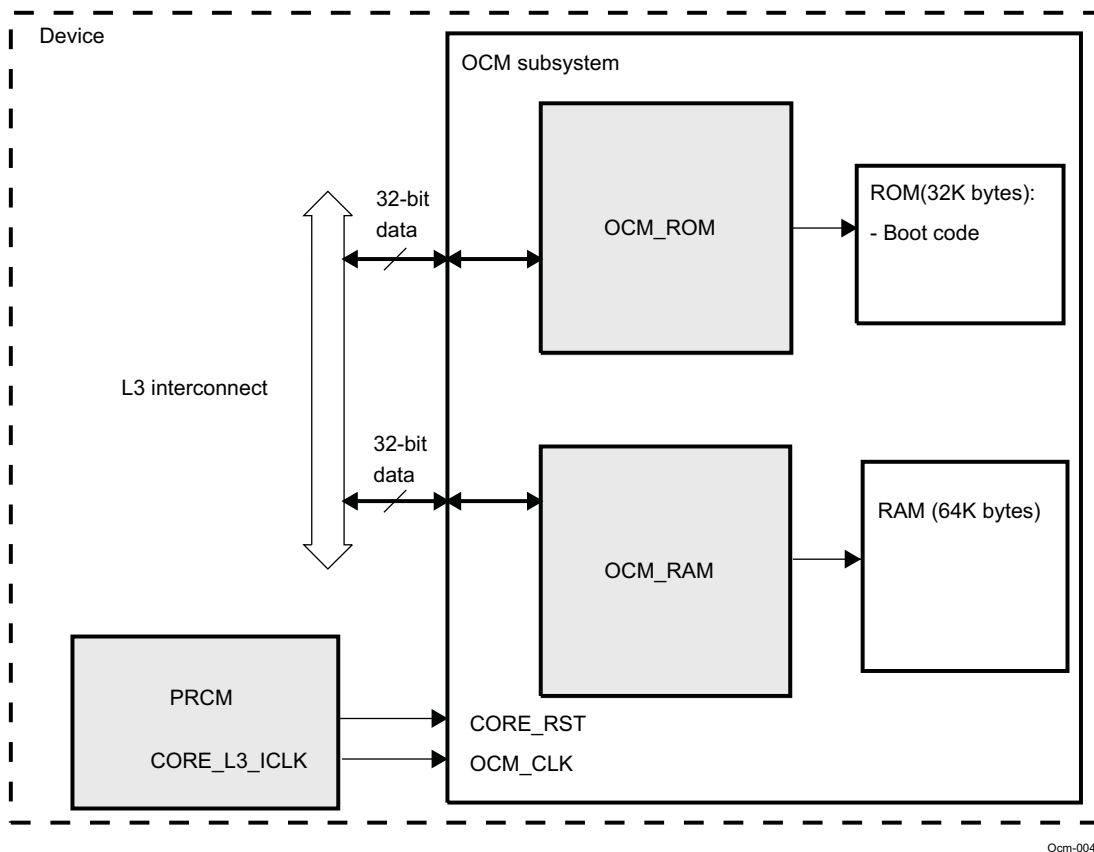 Device
OCM subsystem
32-bit
data
OCM_ROM
ROM(32K bytes):
- Boot code
L3 interconnect
32-bit
data
OCM_RAM
RAM (64K bytes)
PRCM
CORE_L3_ICLK
CORE_RST
OCM_CLK
Ocm-004